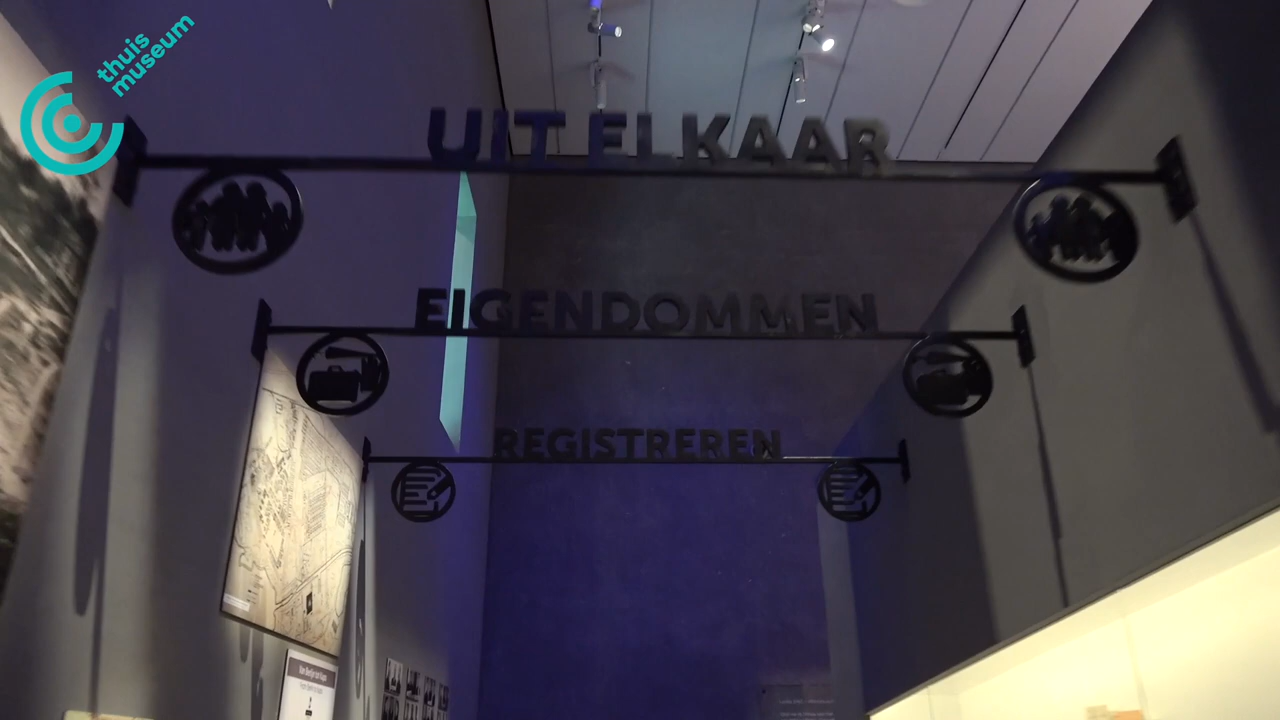 thuis
museum
UIT ELKAAR
EIGENDOMMEN
REGISTREREN